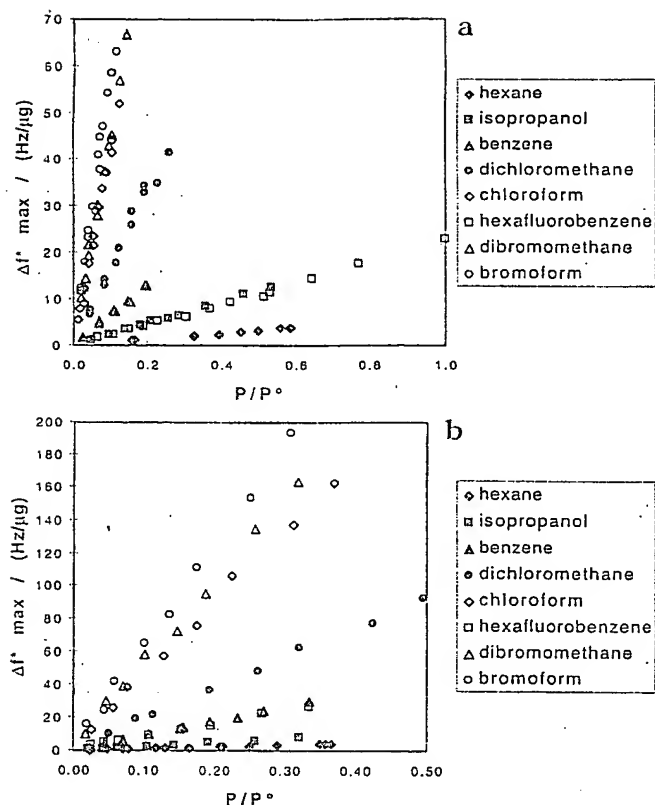 a
70
60
50
40
30
20
10
0
Δf* max / (Hz/μg)
0.0 0.2 0.4 0.6 0.8 1.0
P/P°
hexane
isopropanol
benzene
dichloromethane
chloroform
hexafluorobenzene
dibromomethane
bromoform
b
200
180
160
140
120
100
80
60
40
20
0
Δf* max / (Hz/μg)
0.00 0.10 0.20 0.30 0.40 0.50
P/P°
hexane
isopropanol
benzene
dichloromethane
chloroform
hexafluorobenzene
dibromomethane
bromoform